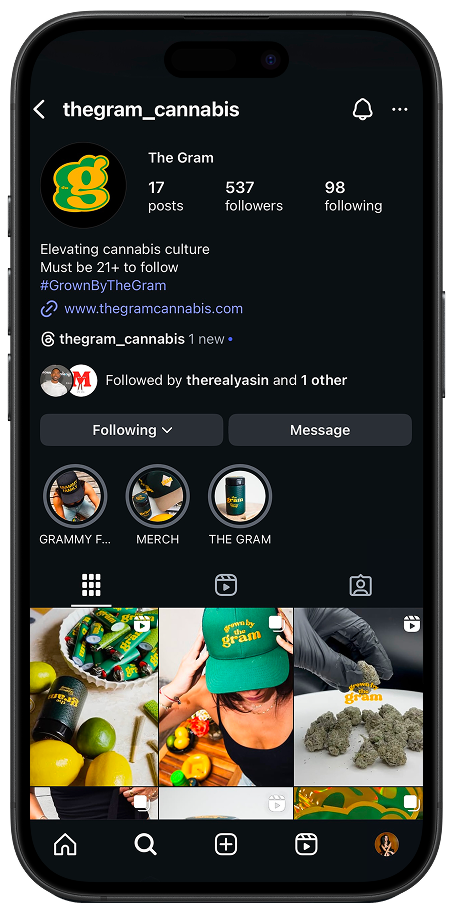 thegram_cannabis
The Gram
17 537 98
posts followers following
Elevating cannabis culture
Must be 21+ to follow
#GrownByTheGram
www.thegramcannabis.com
thegram_cannabis 1 new
Followed by therealyasin and 1 other
Following Message
GRAMMY F... MERCH THE GRAM
grown by
the
gram
grown by
the
gram